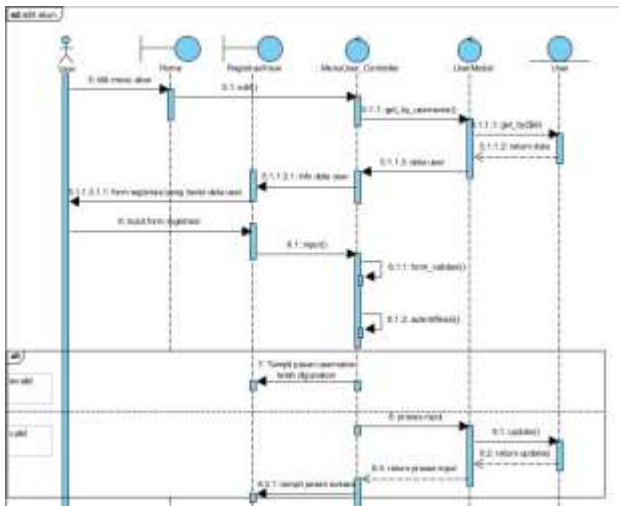 sd edit akun
User
Home
RegistrasiView
MenuUser_Controller
UserModel
User
5: klik menu akun
5.1: edit()
5.1.1: get_by_username()
5.1.1.1: get_by($id)
5.1.1.2: return data
5.1.1.3: data user
5.1.1.3.1: info data user
5.1.1.3.1.1: form registrasi yang berisi data user
6: input form registrasi
6.1: input()
6.1.1: form_validasi()
6.1.2: autentifikasi()
alt
7: Tampil pesan username
telah digunakan
8: proses input
8.1: update()
8.2: return update()
8.3: return proses input
8.3.1: tampil pesan sukses